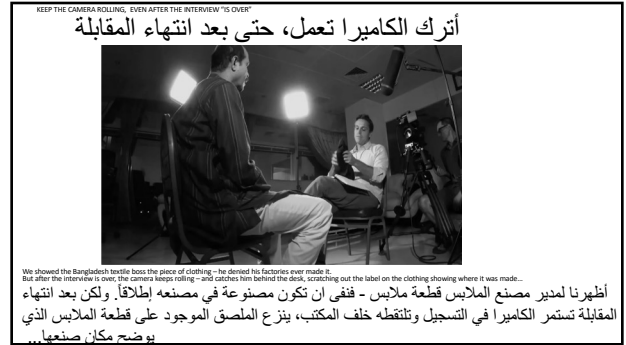 KEEP THE CAMERA ROLLING, EVEN AFTER THE INTERVIEW "IS OVER"
أترك الكاميرا تعمل، حتى بعد انتهاء المقابلة
We showed the Bangladesh textile boss the piece of clothing – he denied his factories ever made it.
But after the interview is over, the camera keeps rolling – and catches him behind the desk, scratching out the label on the clothing showing where it was made...
أظهرنا لمدير مصنع الملابس قطعة ملابس - فنفى ان تكون مصنوعة في مصنعه إطلاقاً. ولكن بعد انتهاء
المقابلة تستمر الكاميرا في التسجيل وتلتقطه خلف المكتب، ينزع الملصق الموجود على قطعة الملابس الذي
يوضح مكان صنعها...